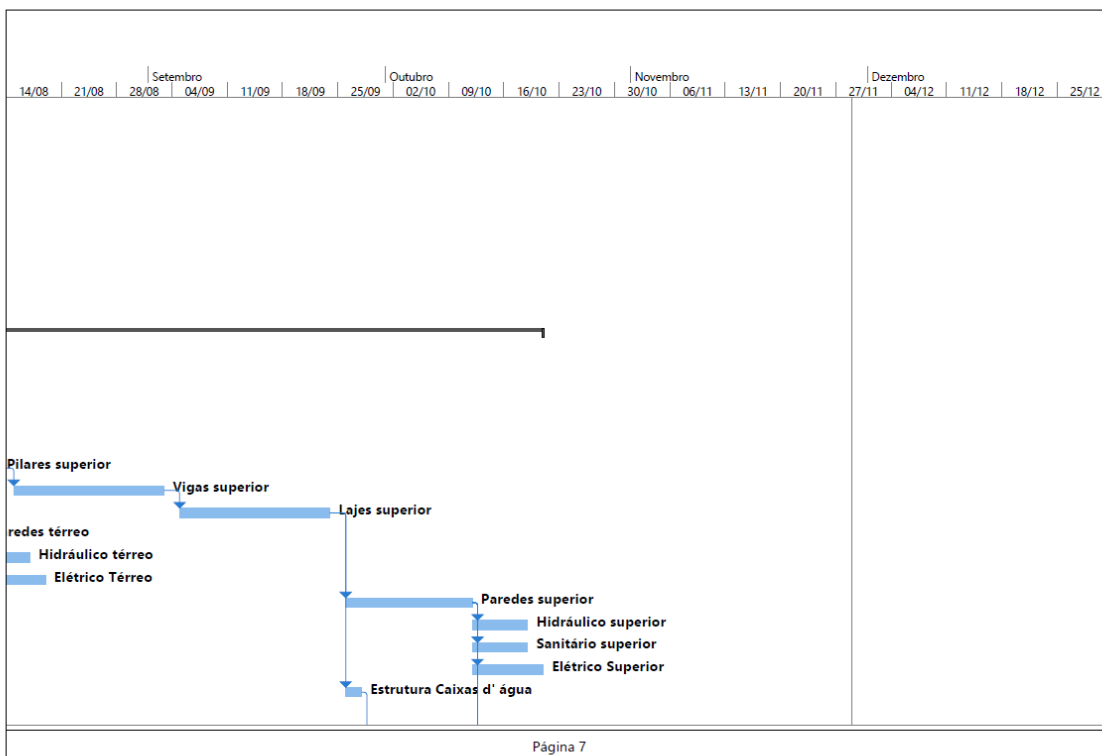 Setembro Outubro Novembro Dezembro
14/08 21/08 28/08 04/09 11/09 18/09 25/09 02/10 09/10 16/10 23/10 30/10 06/11 13/11 20/11 27/11 04/12 11/12 18/12 25/12
Pilares superior
Vigas superior
Lajes superior
redes térreo
Hidráulico térreo
Elétrico Térreo
Paredes superior
Hidráulico superior
Sanitário superior
Elétrico Superior
Estrutura Caixas d' água
Página 7